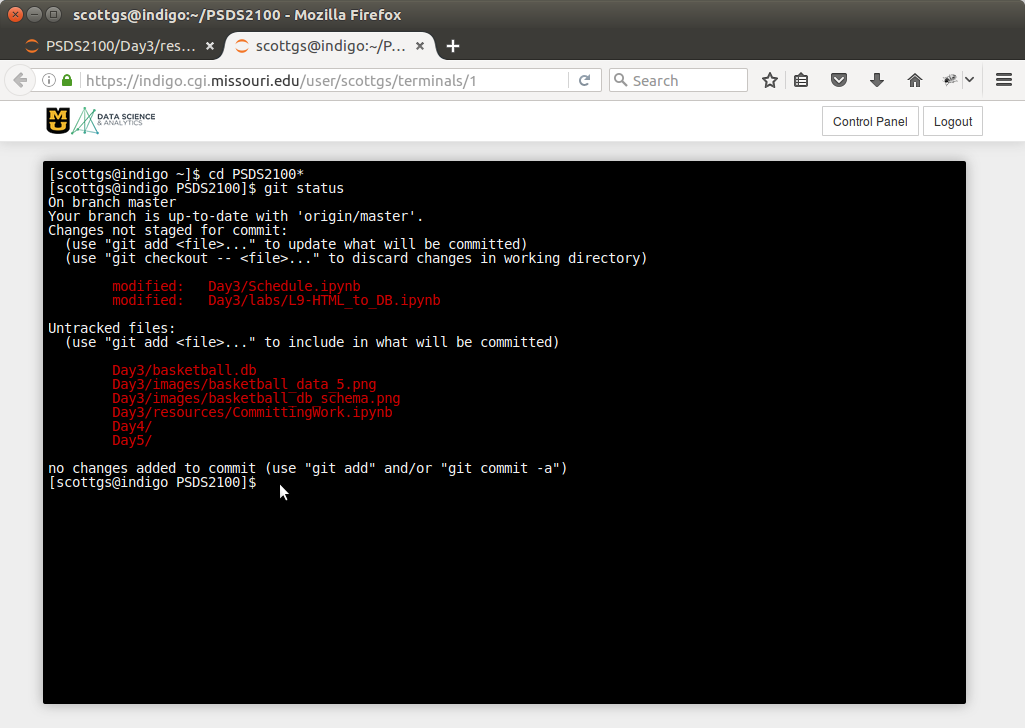 scottgs@indigo:~/PSDS2100 - Mozilla Firefox
PSDS2100/Day3/res... × scottgs@indigo:~/P... ×
https://indigo.cgi.missouri.edu/user/scottgs/terminals/1 Search
MU DATA SCIENCE & ANALYTICS Control Panel Logout
[scottgs@indigo ~]$ cd PSDS2100*
[scottgs@indigo PSDS2100]$ git status
On branch master
Your branch is up-to-date with 'origin/master'.
Changes not staged for commit:
  (use "git add <file>..." to update what will be committed)
  (use "git checkout -- <file>..." to discard changes in working directory)
        modified:   Day3/Schedule.ipynb
        modified:   Day3/labs/L9-HTML_to_DB.ipynb
Untracked files:
  (use "git add <file>..." to include in what will be committed)
        Day3/basketball.db
        Day3/images/basketball_data_5.png
        Day3/images/basketball_db_schema.png
        Day3/resources/CommittingWork.ipynb
        Day4/
        Day5/
no changes added to commit (use "git add" and/or "git commit -a")
[scottgs@indigo PSDS2100]$